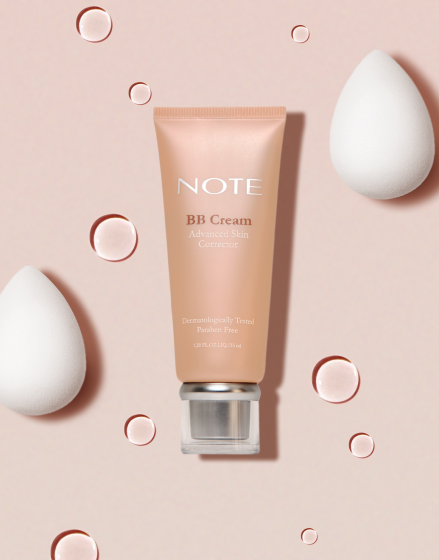 NOTE
BB Cream
Advanced Skin
Corrector
Dermatologically Tested
Paraben Free